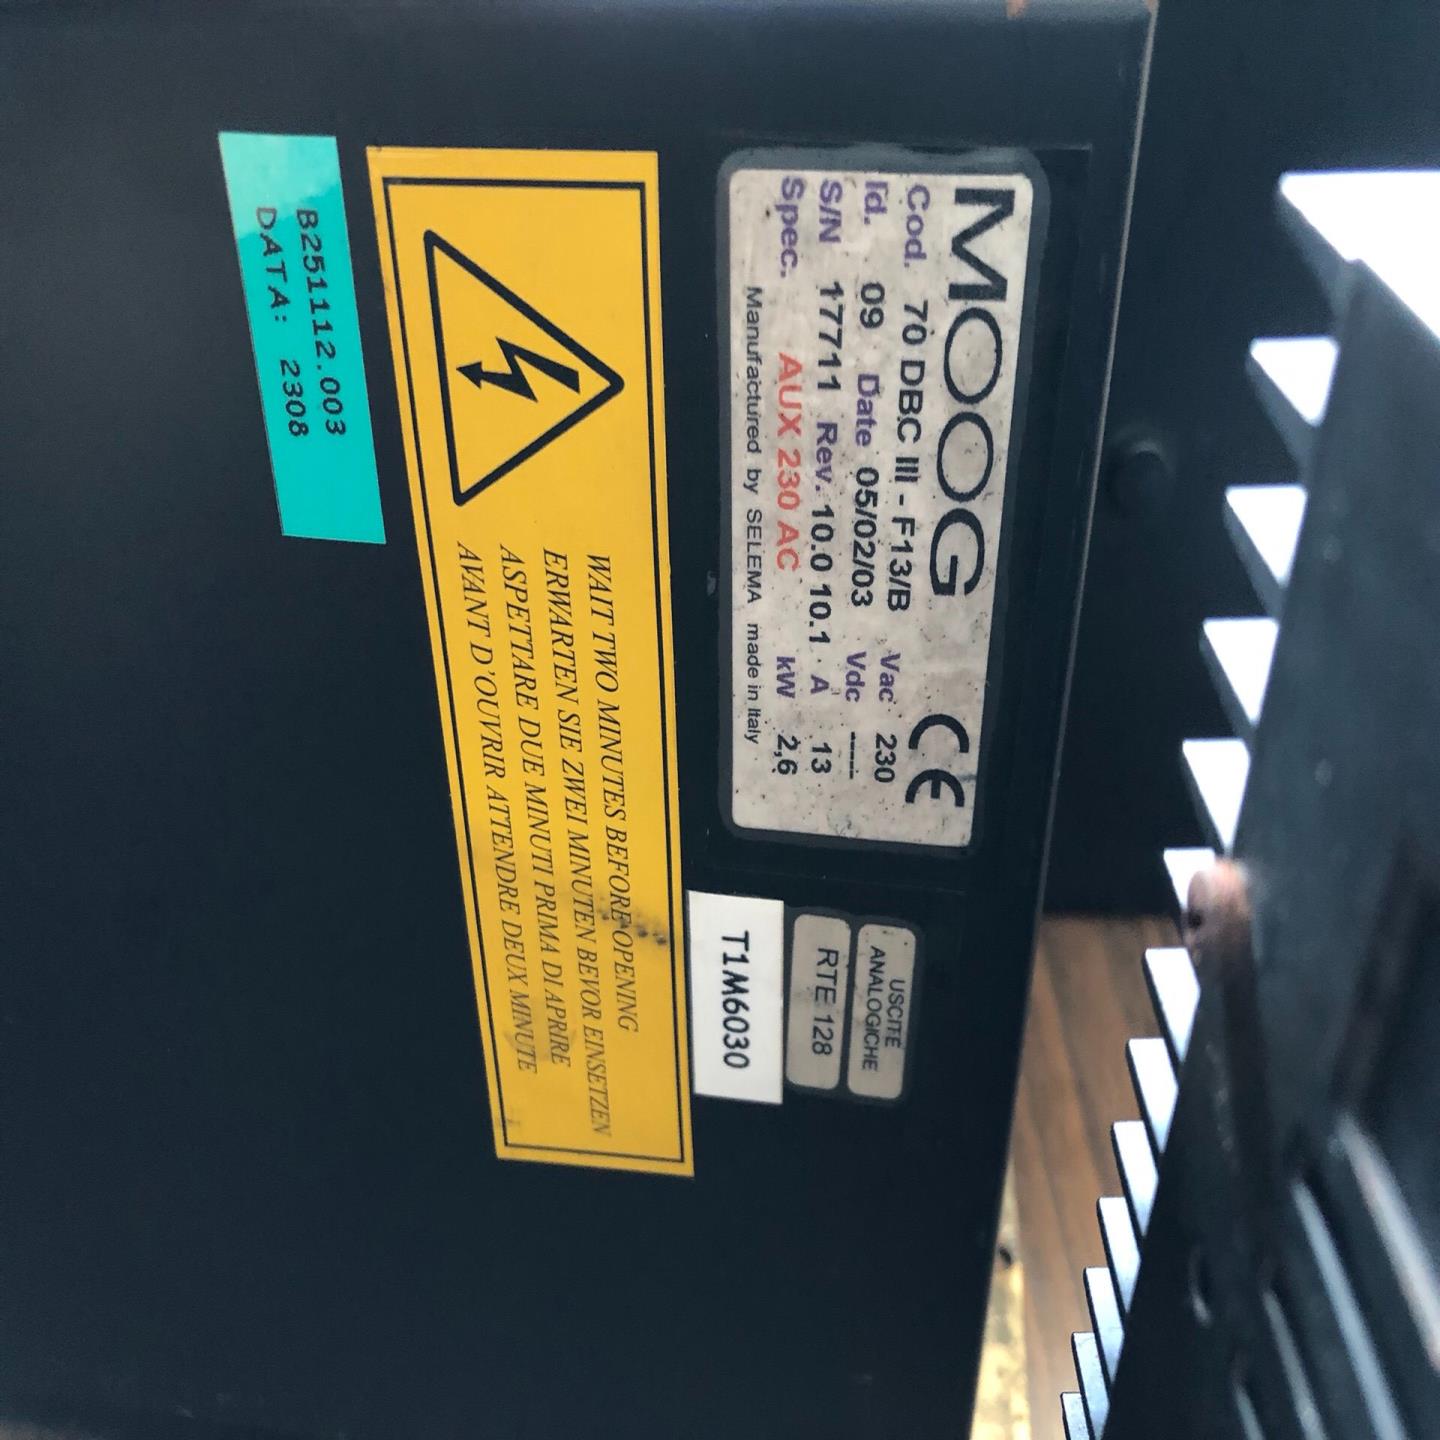 MOOG CE
Cod. 70 DBC III - F13/B Vac 230
Id. 09 Date 05/02/03 Vdc ----
S/N 17711 Rev. 10.0 10.1 A 13
Spec. AUX 230 AC kW 2,6
Manufactured by SELEMA made in Italy
USCITE
ANALOGICHE
RTE 128
T1M6030
WAIT TWO MINUTES BEFORE OPENING
ERWARTEN SIE ZWEI MINUTEN BEVOR EINSETZEN
ASPETTARE DUE MINUTI PRIMA DI APRIRE
AVANT D'OUVRIR ATTENDRE DEUX MINUTE
B251112.003
DATA: 2308